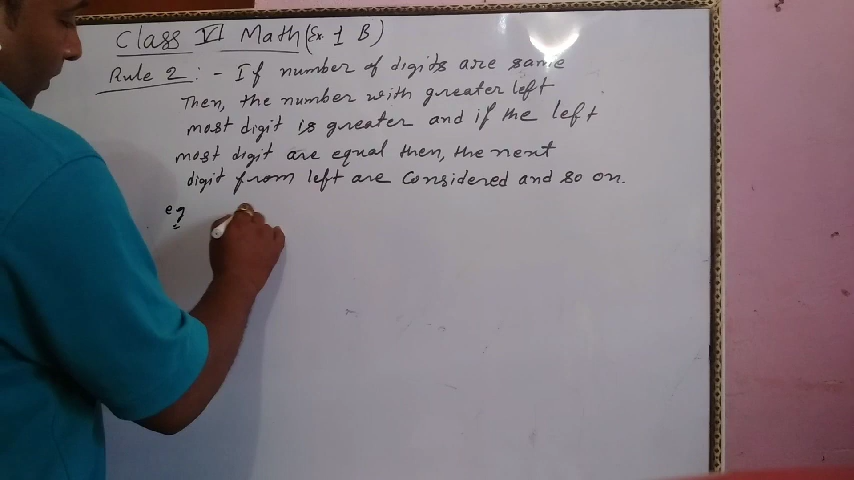 Class VI Math (Ex 1 B)
Rule 2 : - If number of digits are same
Then, the number with greater left
most digit is greater and if the left
most digit are equal then, the next
digit from left are Considered and so on.
eg